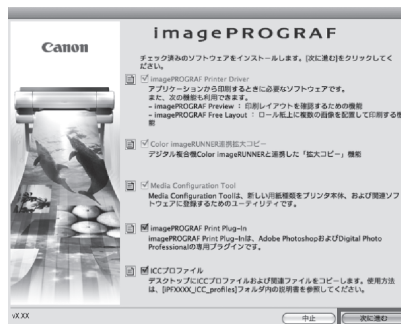 imagePROGRAF
Canon
チェック済みのソフトウェアをインストールします。[次に進む]をクリックしてく
ださい。
imagePROGRAF Printer Driver
アプリケーションから印刷するときに必要なソフトウェアです。
また、次の機能も利用できます。
- imagePROGRAF Preview ： 印刷レイアウトを確認するための機能
- imagePROGRAF Free Layout ： ロール紙上に複数の画像を配置して印刷する機
能
Color imageRUNNER連携拡大コピー
デジタル複合機Color imageRUNNERと連携した「拡大コピー」機能
Media Configuration Tool
Media Configuration Toolは、新しい用紙種類をプリンタ本体、および関連ソフ
トウェアに登録するためのユーティリティです。
imagePROGRAF Print Plug-In
imagePROGRAF Print Plug-Inは、Adobe PhotoshopおよびDigital Photo
Professionalの専用プラグインです。
ICCプロファイル
デスクトップにICCプロファイルおよび関連ファイルをコピーします。使用方法
は、[iPFXXXX_ICC_profiles]フォルダ内の説明書を参照してください。
vX.XX
中止
次に進む